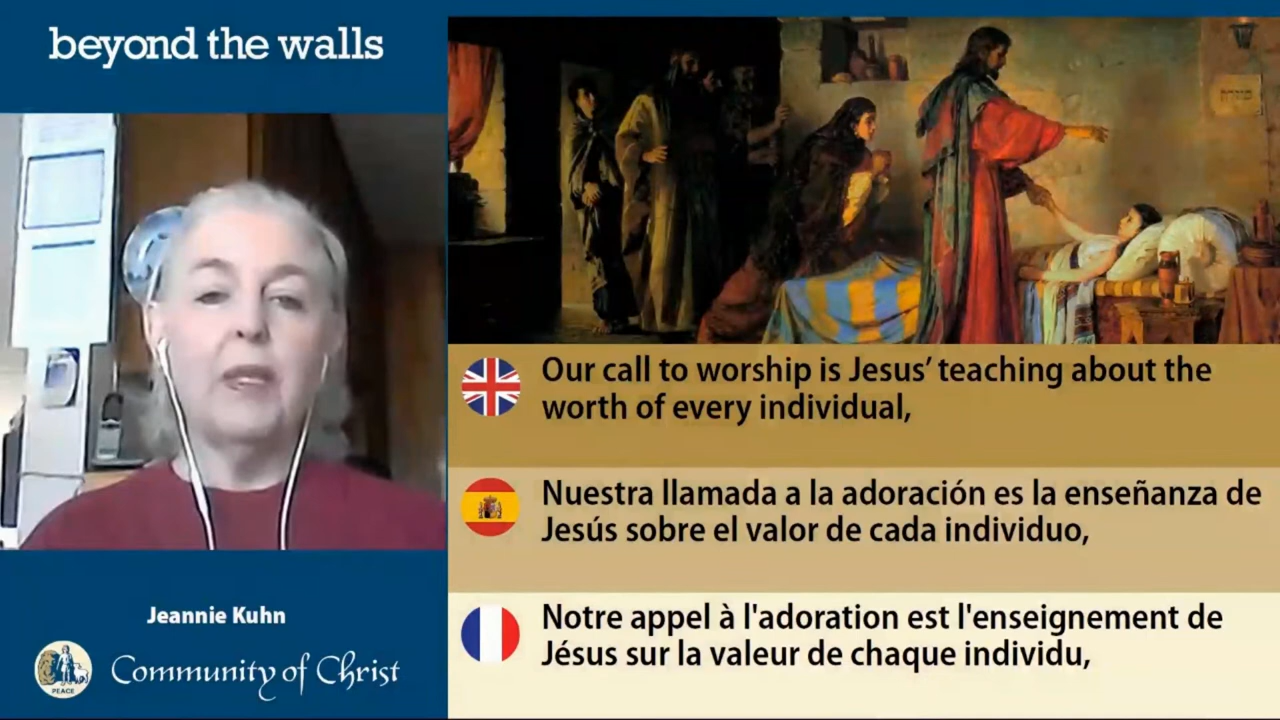 beyond the walls
Our call to worship is Jesus’ teaching about the
worth of every individual,
Nuestra llamada a la adoración es la enseñanza de
Jesús sobre el valor de cada individuo,
Notre appel à l'adoration est l'enseignement de
Jésus sur la valeur de chaque individu,
Jeannie Kuhn
Community of Christ
PEACE